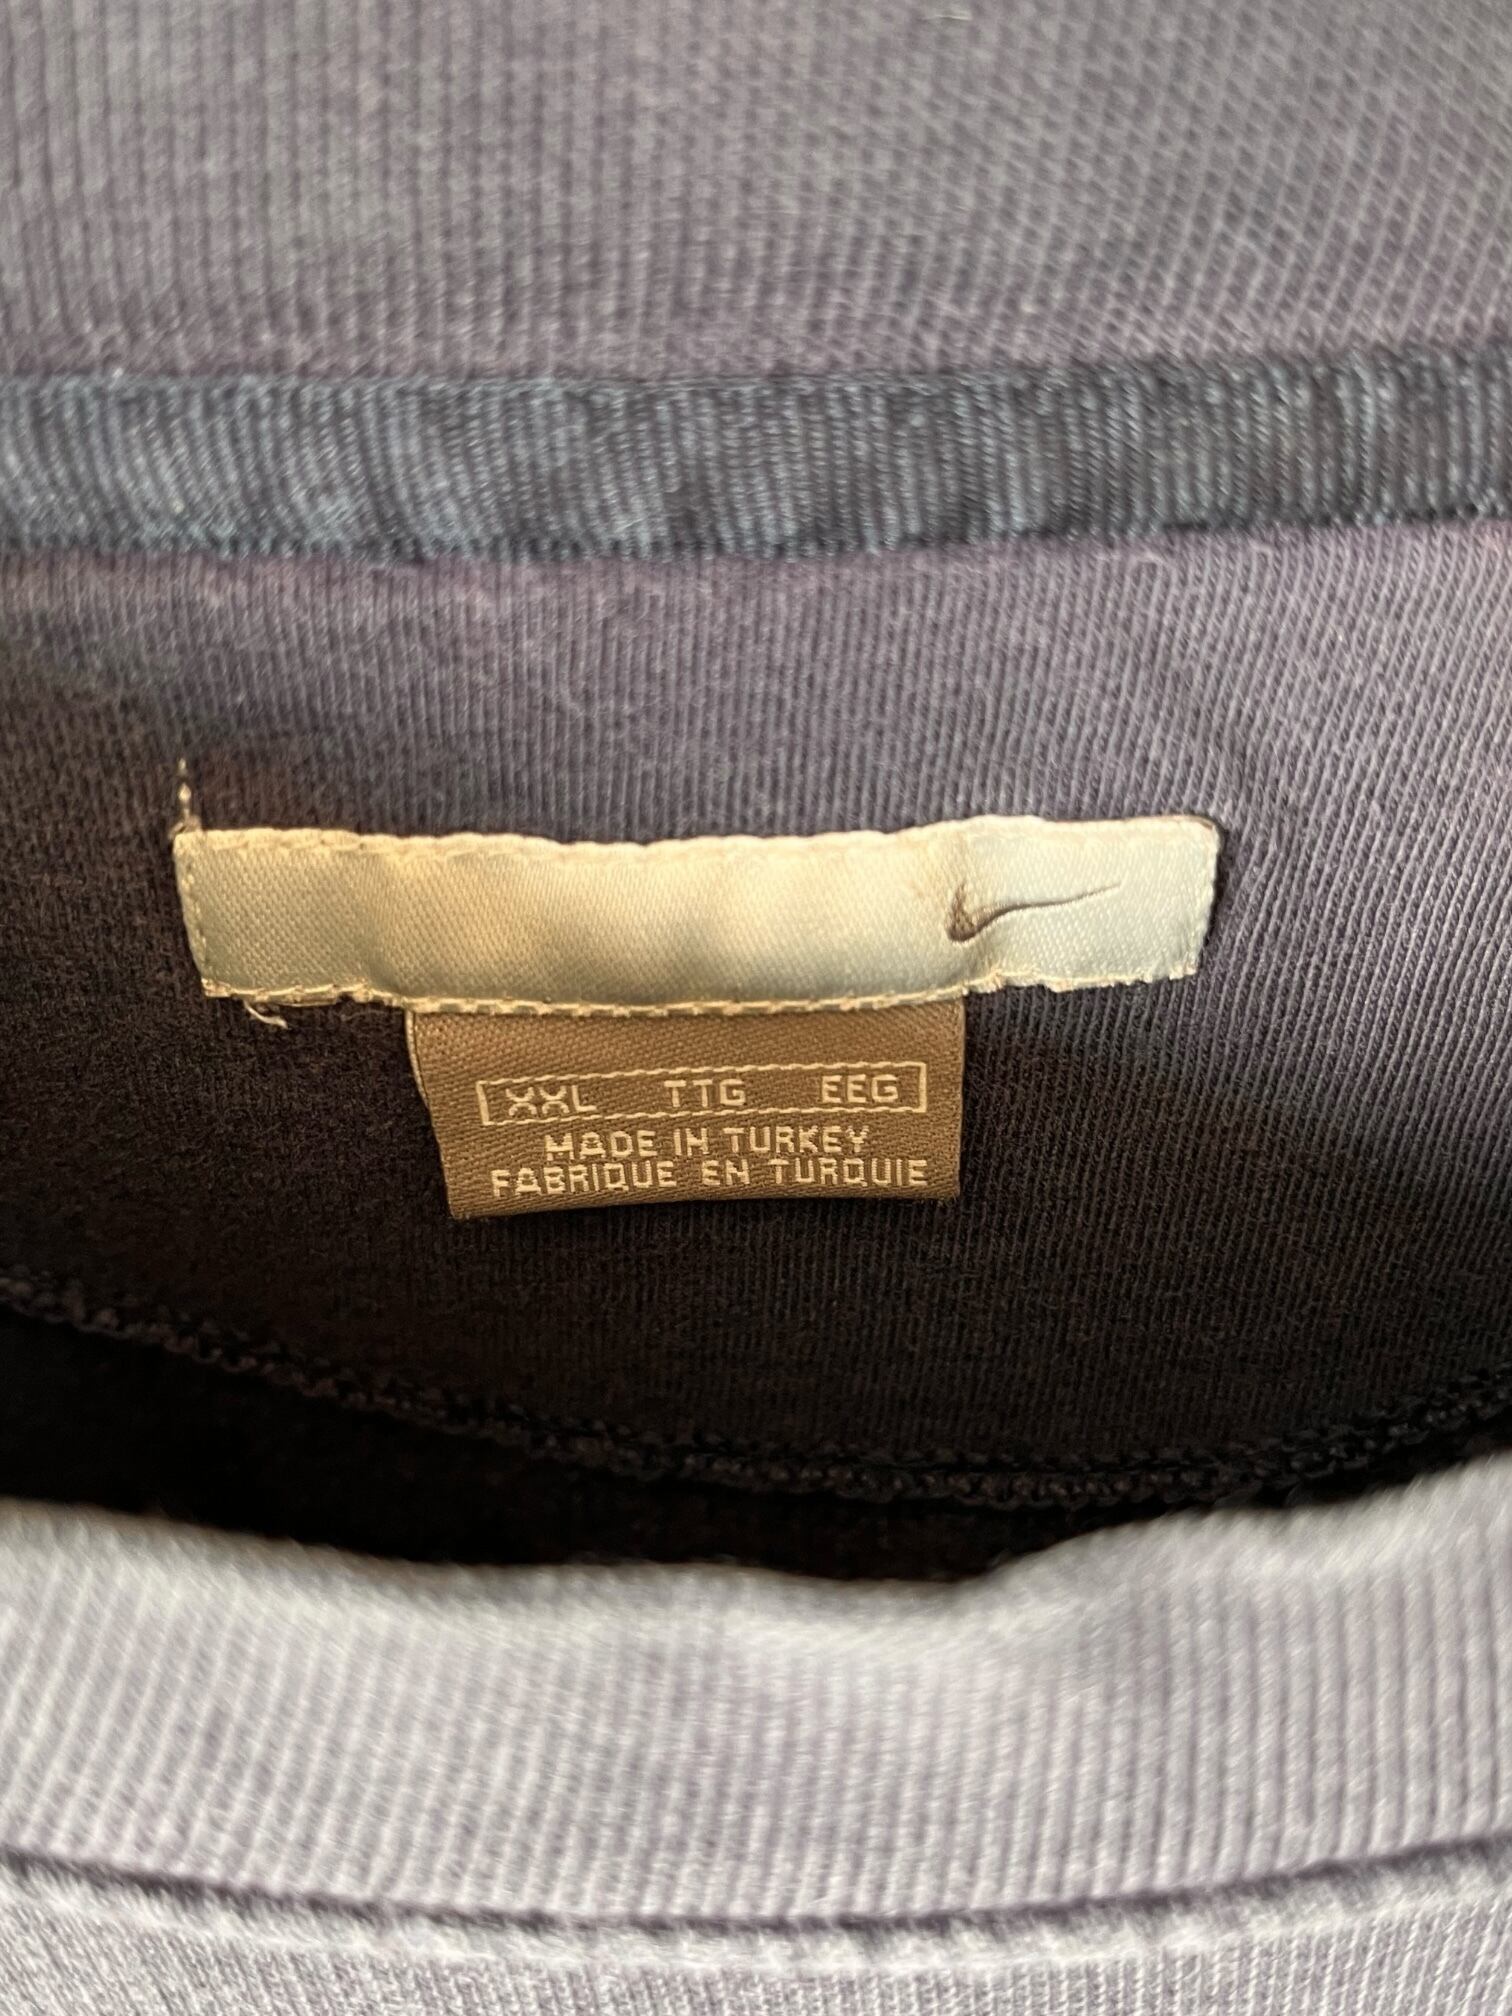 XXL TTG EEG
MADE IN TURKEY
FABRIQUE EN TURQUIE